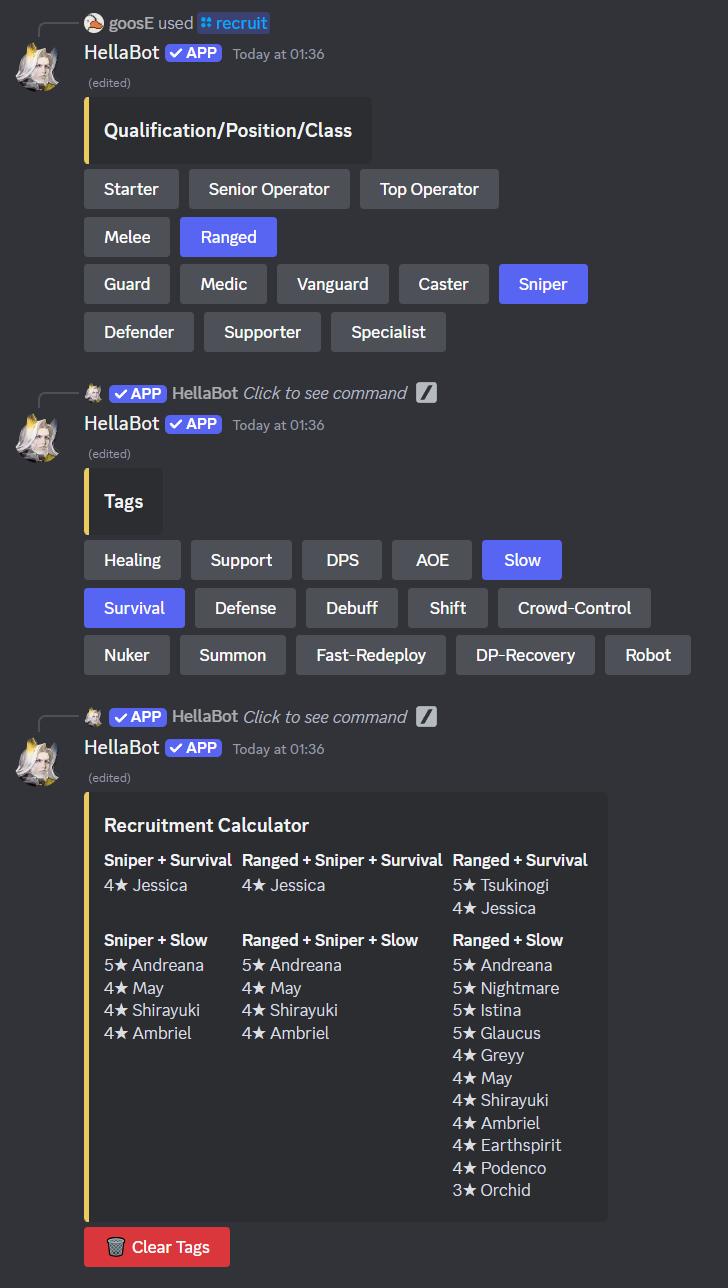 goosE used recruit
HellaBot APP Today at 01:36
(edited)
Qualification/Position/Class
Starter Senior Operator Top Operator
Melee Ranged
Guard Medic Vanguard Caster Sniper
Defender Supporter Specialist
APP HellaBot Click to see command
HellaBot APP Today at 01:36
(edited)
Tags
Healing Support DPS AOE Slow
Survival Defense Debuff Shift Crowd-Control
Nuker Summon Fast-Redeploy DP-Recovery Robot
APP HellaBot Click to see command
HellaBot APP Today at 01:36
(edited)
Recruitment Calculator
Sniper + Survival
4★ Jessica
Ranged + Sniper + Survival
4★ Jessica
Ranged + Survival
5★ Tsukinogi
4★ Jessica
Sniper + Slow
5★ Andreana
4★ May
4★ Shirayuki
4★ Ambriel
Ranged + Sniper + Slow
5★ Andreana
4★ May
4★ Shirayuki
4★ Ambriel
Ranged + Slow
5★ Andreana
5★ Nightmare
5★ Istina
5★ Glaucus
4★ Greyy
4★ May
4★ Shirayuki
4★ Ambriel
4★ Earthspirit
4★ Podenco
3★ Orchid
Clear Tags